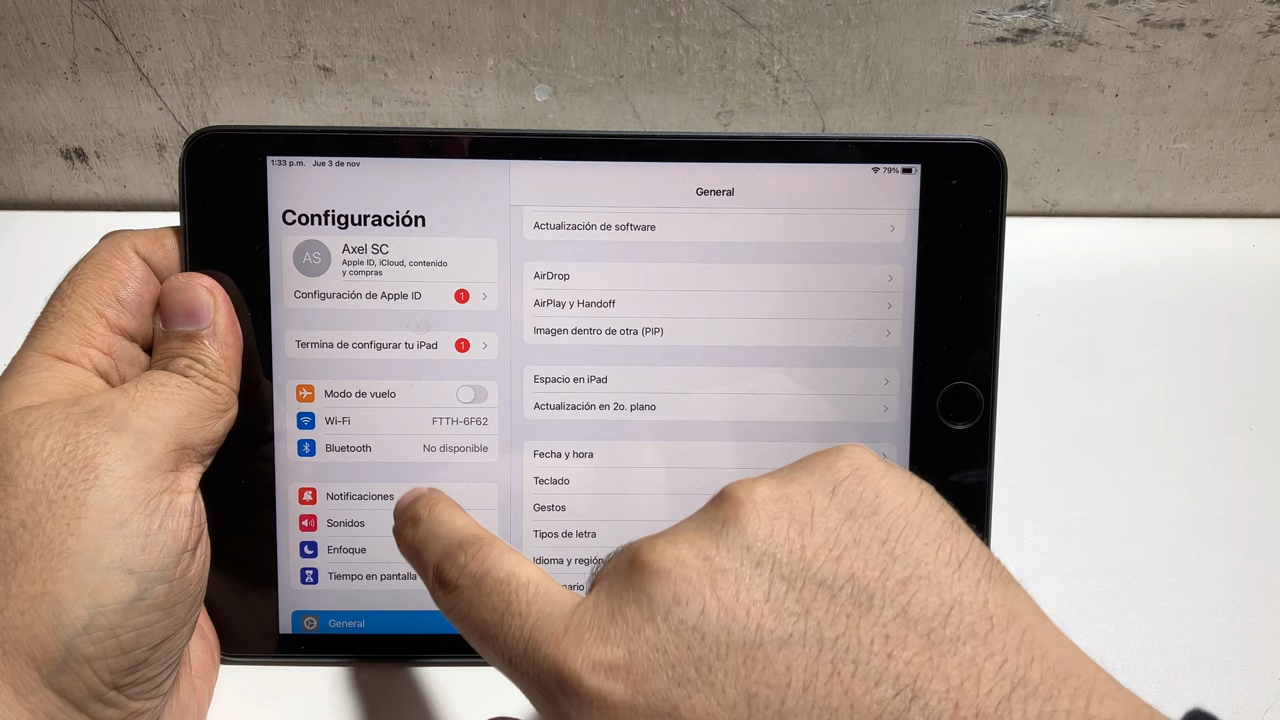 1:33 p.m. Jue 3 de nov
79%
Configuración
AS
Axel SC
Apple ID, iCloud, contenido
y compras
Configuración de Apple ID 1
Termina de configurar tu iPad 1
Modo de vuelo
Wi-Fi FTTH-6F62
Bluetooth No disponible
Notificaciones
Sonidos
Enfoque
Tiempo en pantalla
General
General
Actualización de software
AirDrop
AirPlay y Handoff
Imagen dentro de otra (PIP)
Espacio en iPad
Actualización en 2o. plano
Fecha y hora
Teclado
Gestos
Tipos de letra
Idioma y región